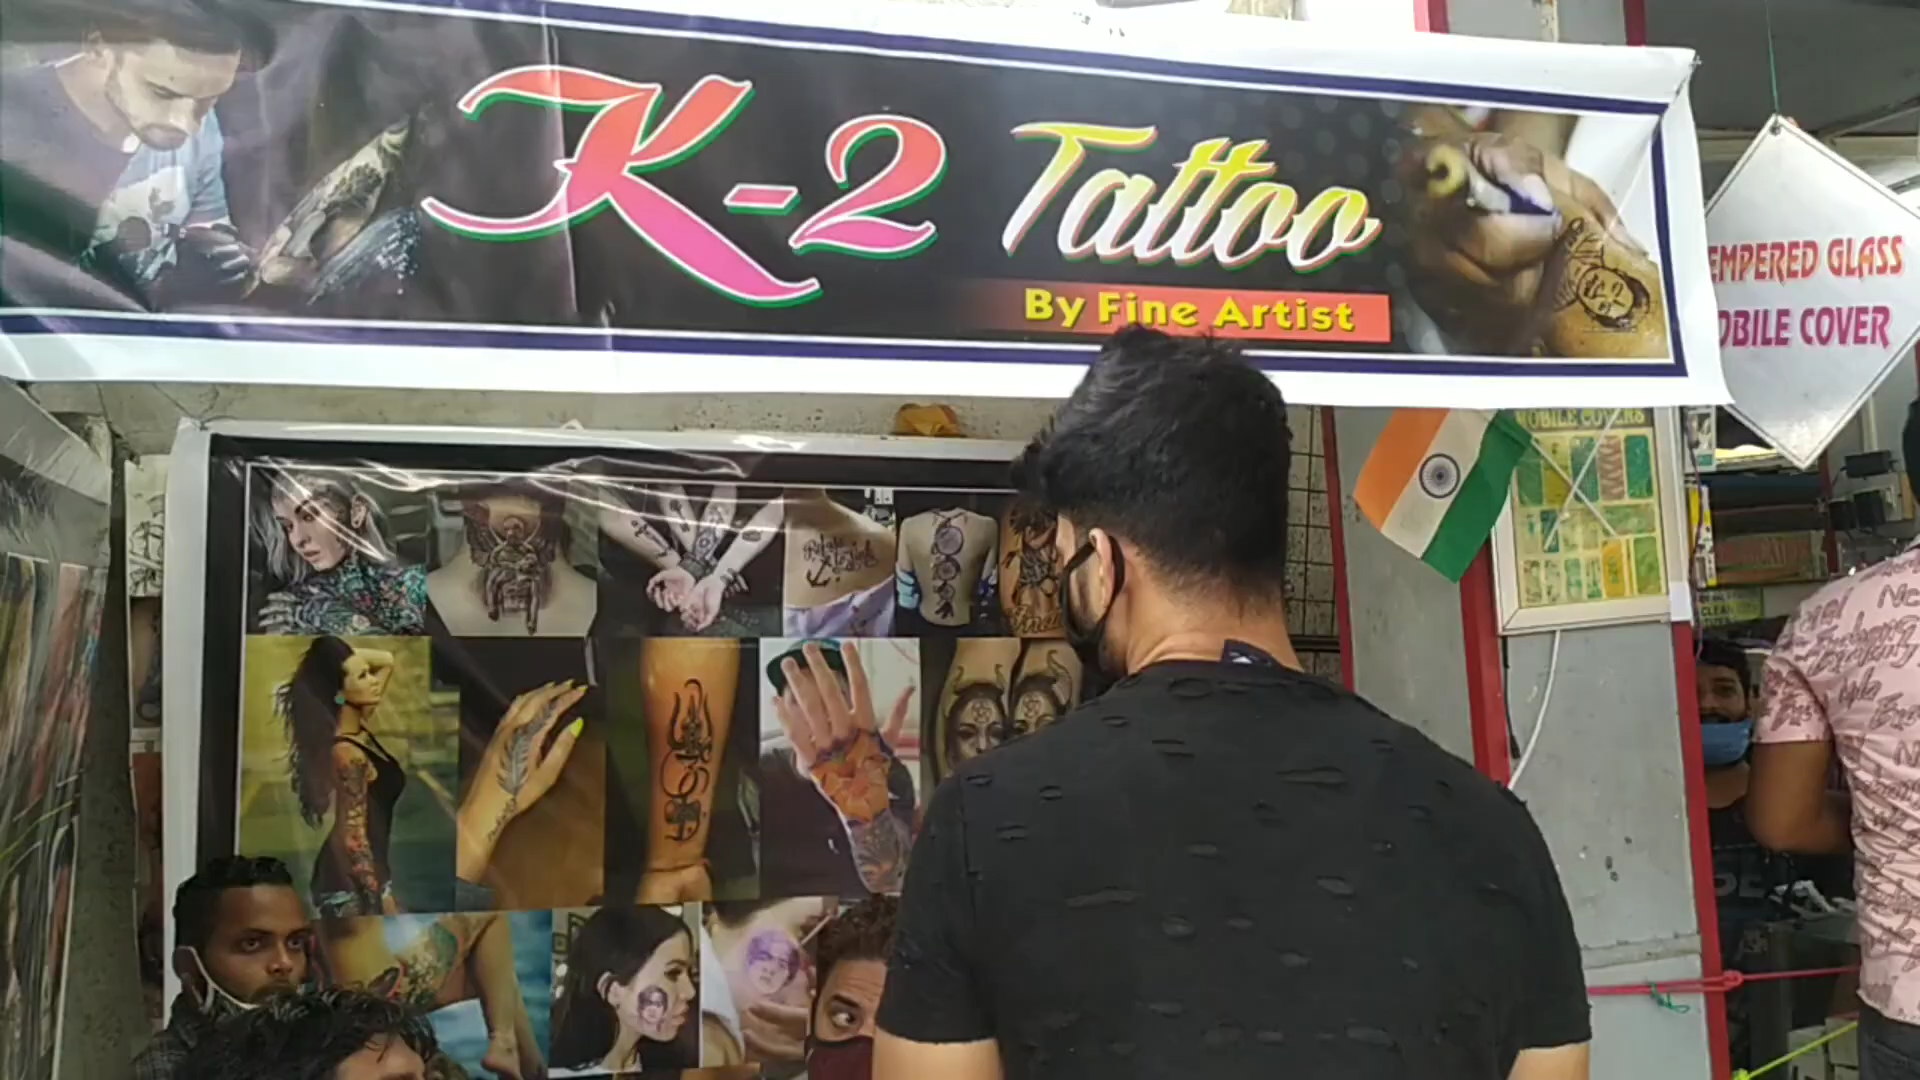 K-2 Tattoo
By Fine Artist
EMPERED GLASS
OBILE COVER
MOBILE COVERS